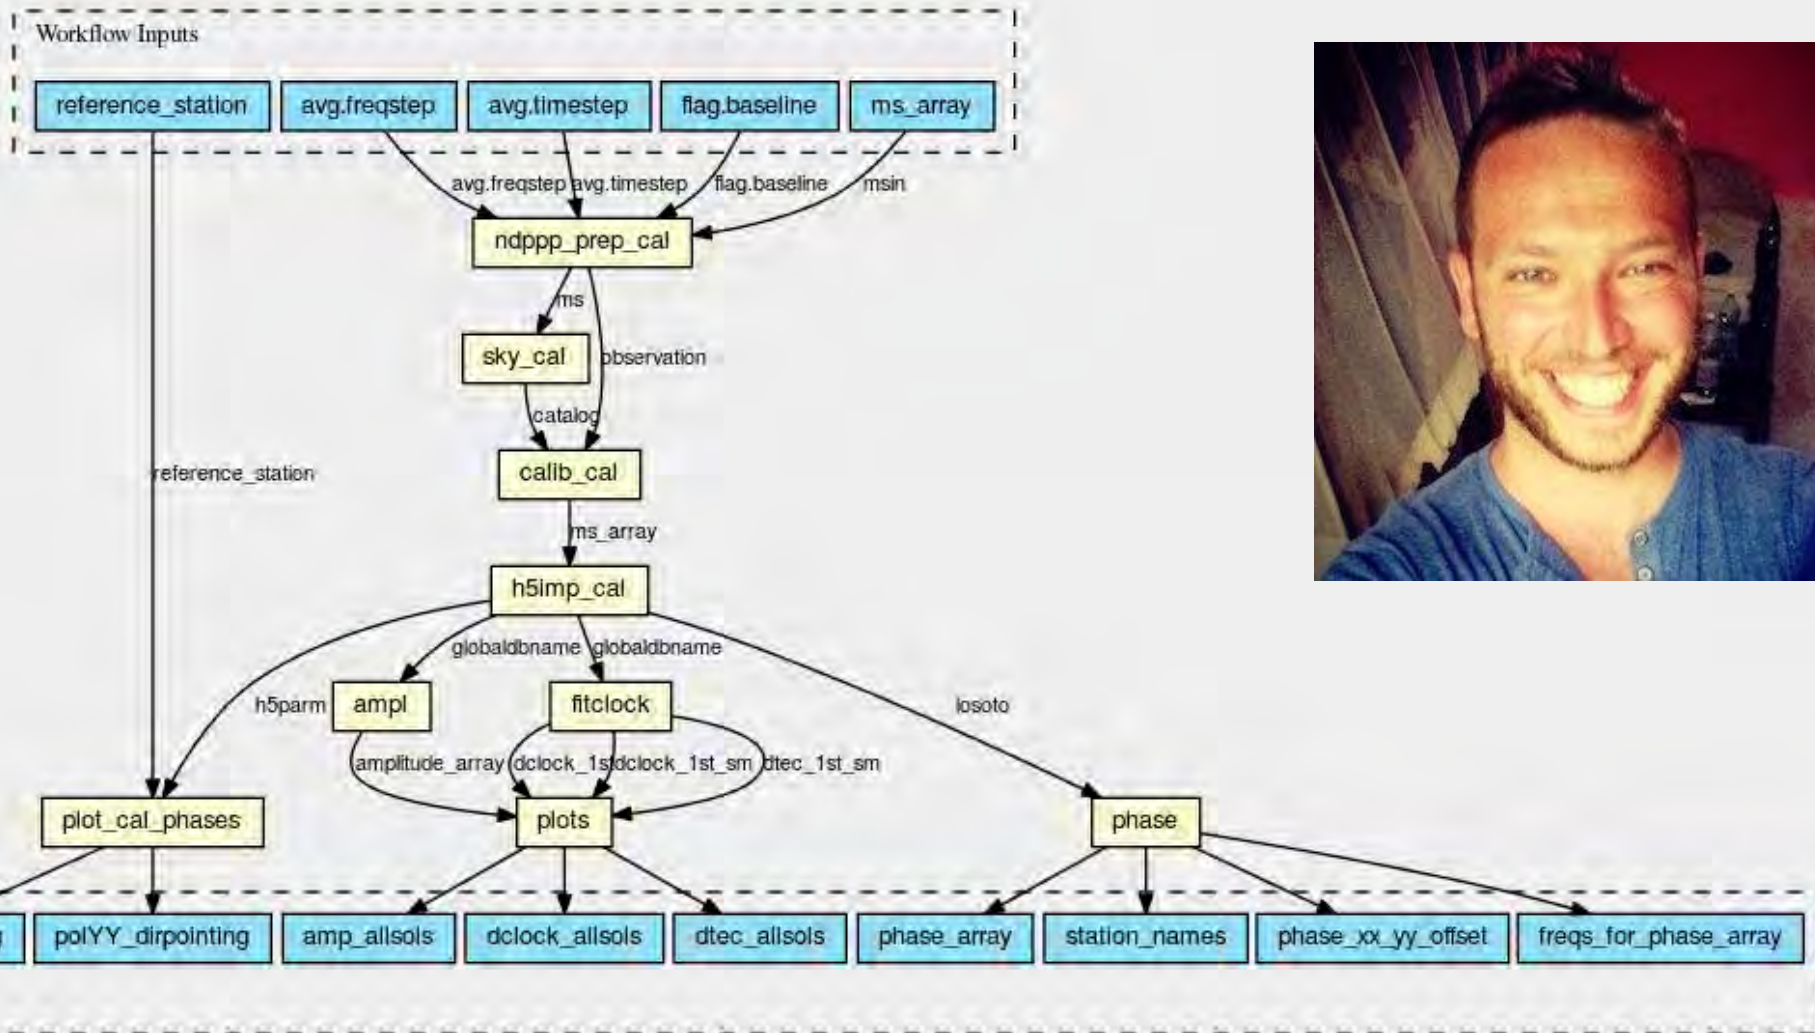 Workflow Inputs
reference_station avg.freqstep avg.timestep flag.baseline ms_array
avg.freqstep avg.timestep flag.baseline msin
ndppp_prep_cal
ms
sky_cal observation
catalog
calib_cal
reference_station
ms_array
h5imp_cal
globaldbname globaldbname
h5parm ampl fitclock losoto
amplitude_array dclock_1st dclock_1st_sm dtec_1st_sm
plot_cal_phases plots phase
polYY_dirpointing amp_allsols dclock_allsols dtec_allsols phase_array station_names phase_xx_yy_offset freqs_for_phase_array